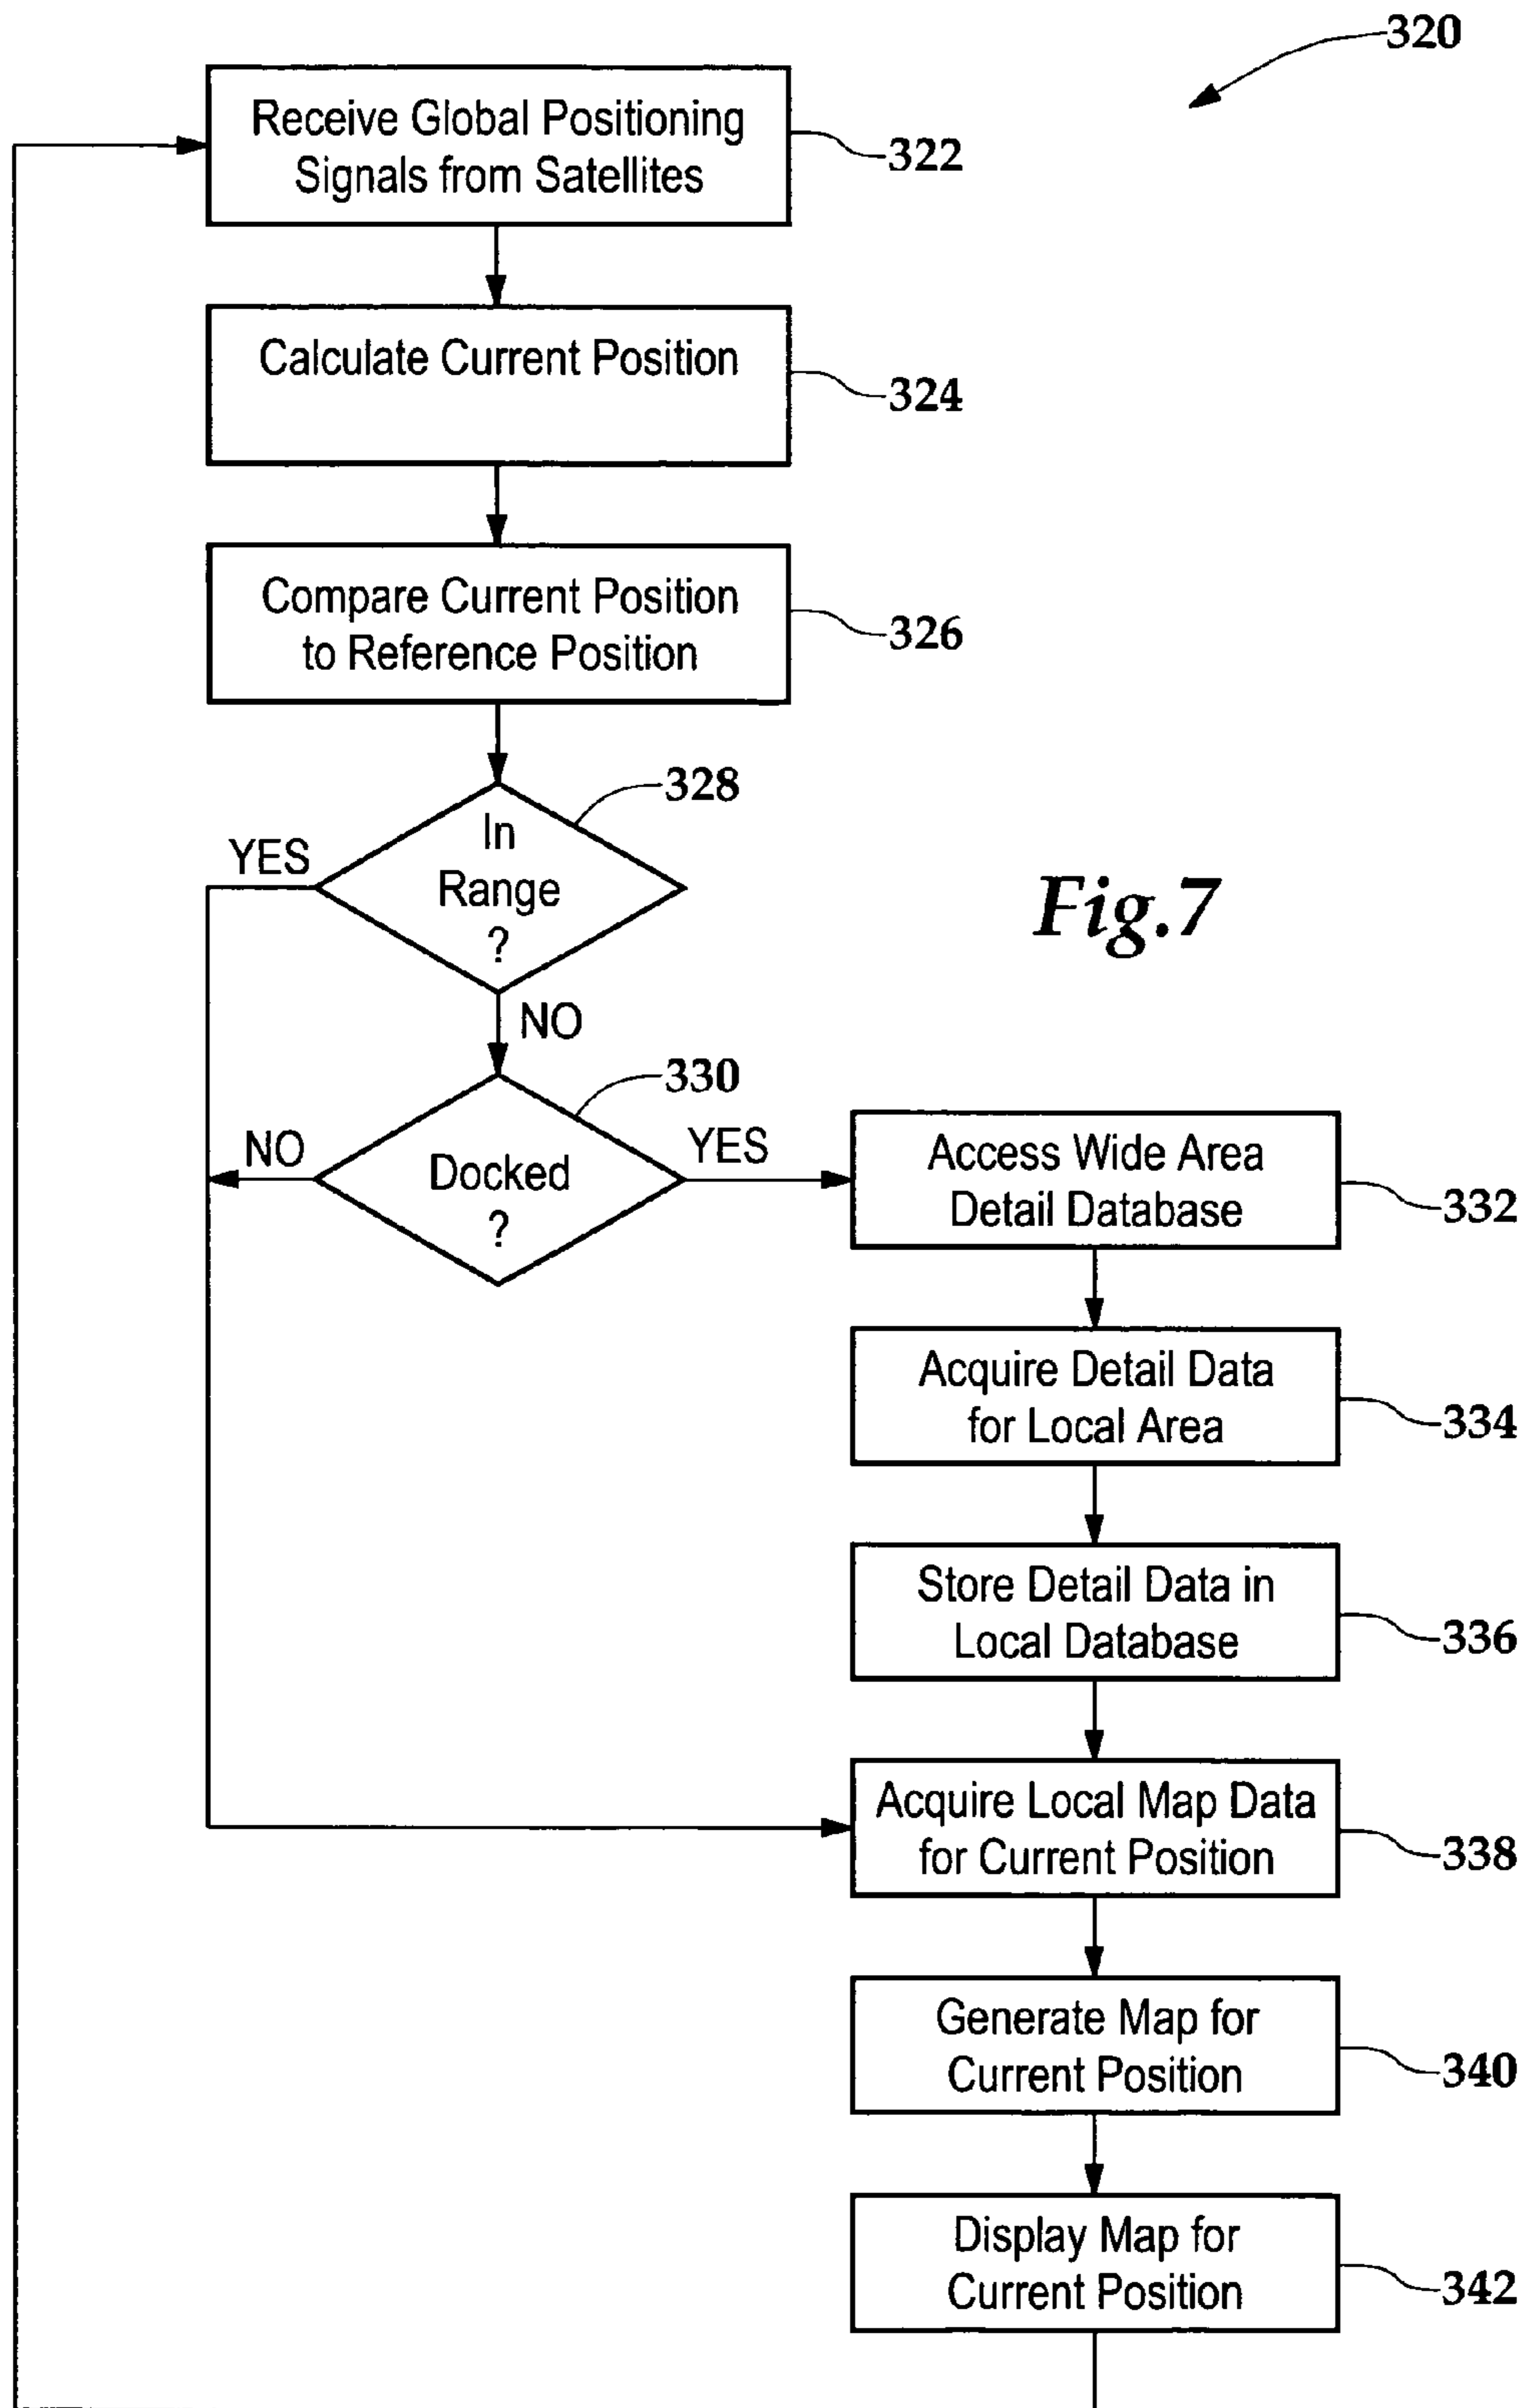 320
Receive Global Positioning
Signals from Satellites
322
Calculate Current Position
324
Compare Current Position
to Reference Position
326
328
In
Range
?
YES
NO
Fig.7
330
Docked
?
NO
YES
Access Wide Area
Detail Database
332
Acquire Detail Data
for Local Area
334
Store Detail Data in
Local Database
336
Acquire Local Map Data
for Current Position
338
Generate Map for
Current Position
340
Display Map for
Current Position
342